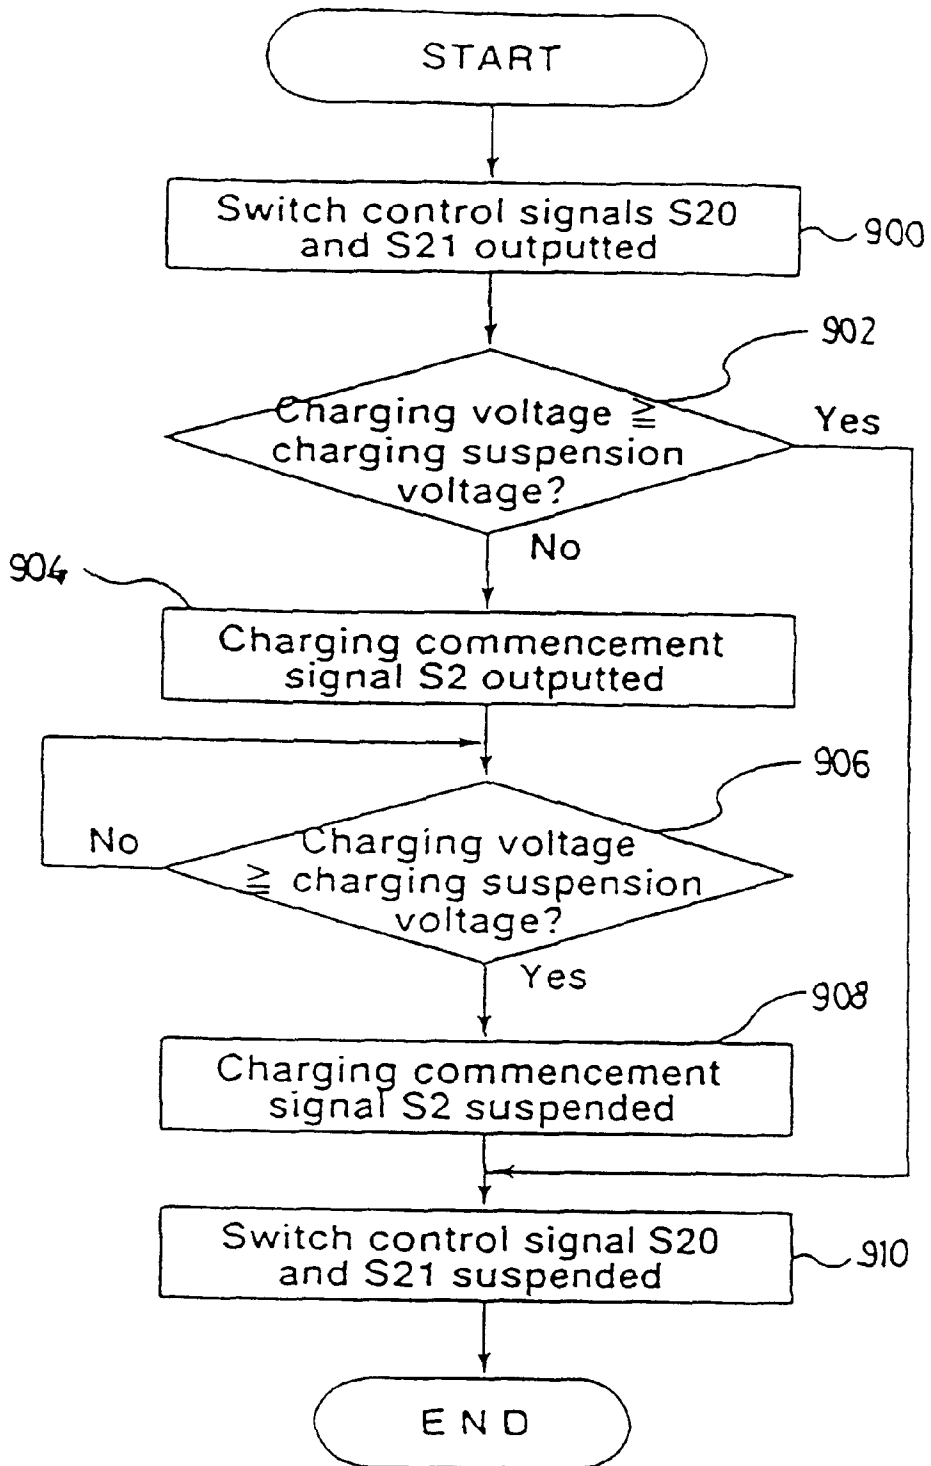 START
Switch control signals S20
and S21 outputted
900
902
Charging voltage ≧
charging suspension
voltage?
Yes
No
904
Charging commencement
signal S2 outputted
906
No
Charging voltage
≧ charging suspension
voltage?
Yes
908
Charging commencement
signal S2 suspended
Switch control signal S20
and S21 suspended
910
END